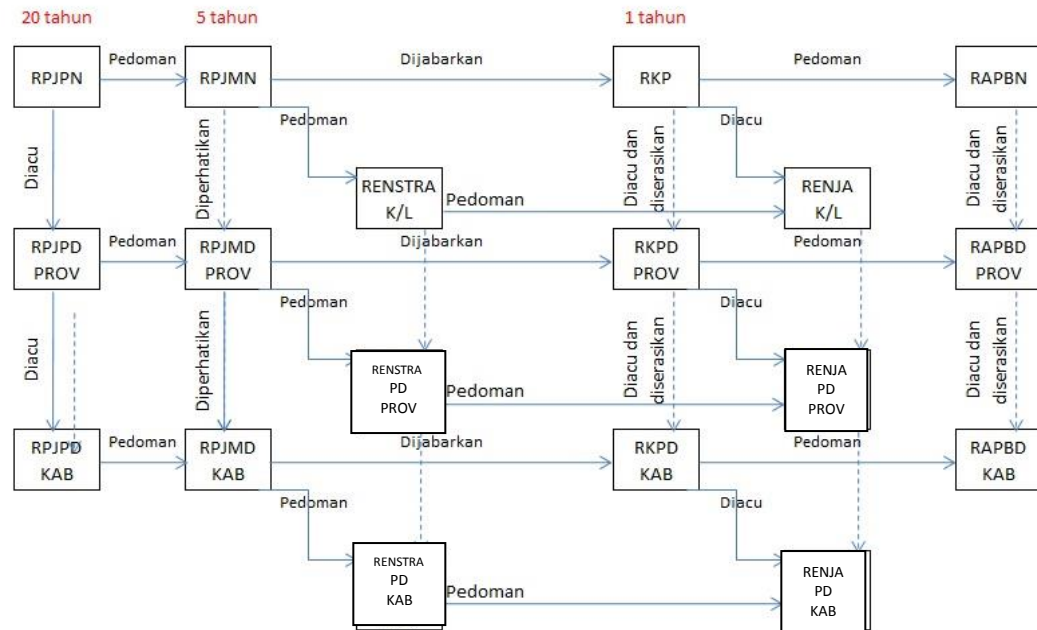 20 tahun
5 tahun
1 tahun
RPJPN
Pedoman
RPJMN
Dijabarkan
RKP
Pedoman
RAPBN
Diacu
Diperhatikan
Pedoman
RENSTRA
K/L
Pedoman
Diacu dan
diserasikan
Diacu
RENJA
K/L
Diacu dan
diserasikan
RPJPD
PROV
Pedoman
RPJMD
PROV
Dijabarkan
RKPD
PROV
Pedoman
RAPBD
PROV
Diacu
Diperhatikan
Pedoman
RENSTRA
PD
PROV
Pedoman
Diacu dan
diserasikan
Diacu
RENJA
PD
PROV
Diacu dan
diserasikan
RPJPD
KAB
Pedoman
RPJMD
KAB
Dijabarkan
RKPD
KAB
Pedoman
RAPBD
KAB
Pedoman
RENSTRA
PD
KAB
Pedoman
Diacu
RENJA
PD
KAB